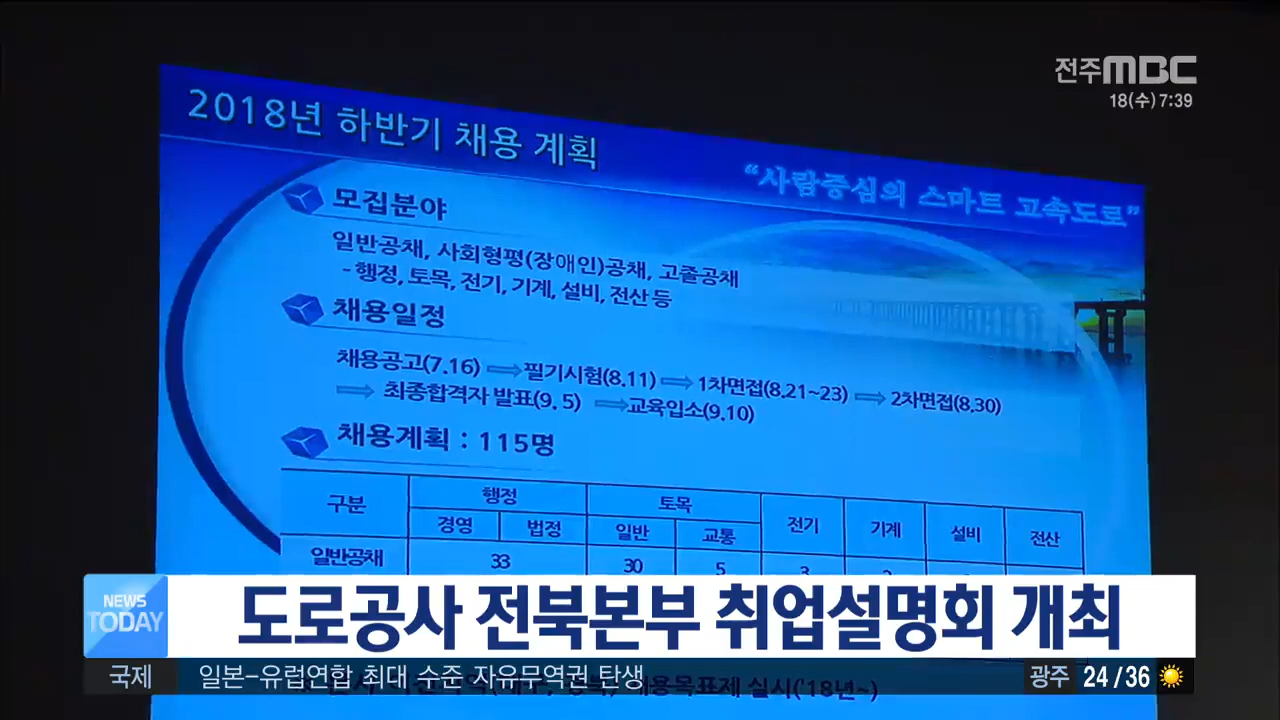 전주MBC
18(수) 7:39
2018년 하반기 채용 계획
“사람중심의 스마트 고속도로”
모집분야
일반공채, 사회형평(장애인)공채, 고졸공채
- 행정, 토목, 전기, 기계, 설비, 전산 등
채용일정
채용공고(7.16) ⇒ 필기시험(8.11) ⇒ 1차면접(8.21~23) ⇒ 2차면접(8.30)
⇒ 최종합격자 발표(9. 5) ⇒ 교육입소(9.10)
채용계획 : 115명
구분 행정 토목 전기 기계 설비 전산
경영 법정 일반 교통
일반공채 33 30 5 3
NEWS TODAY 도로공사 전북본부 취업설명회 개최
국제 일본-유럽연합 최대 수준 자유무역권 탄생 광주 24 / 36
실시('18년~)